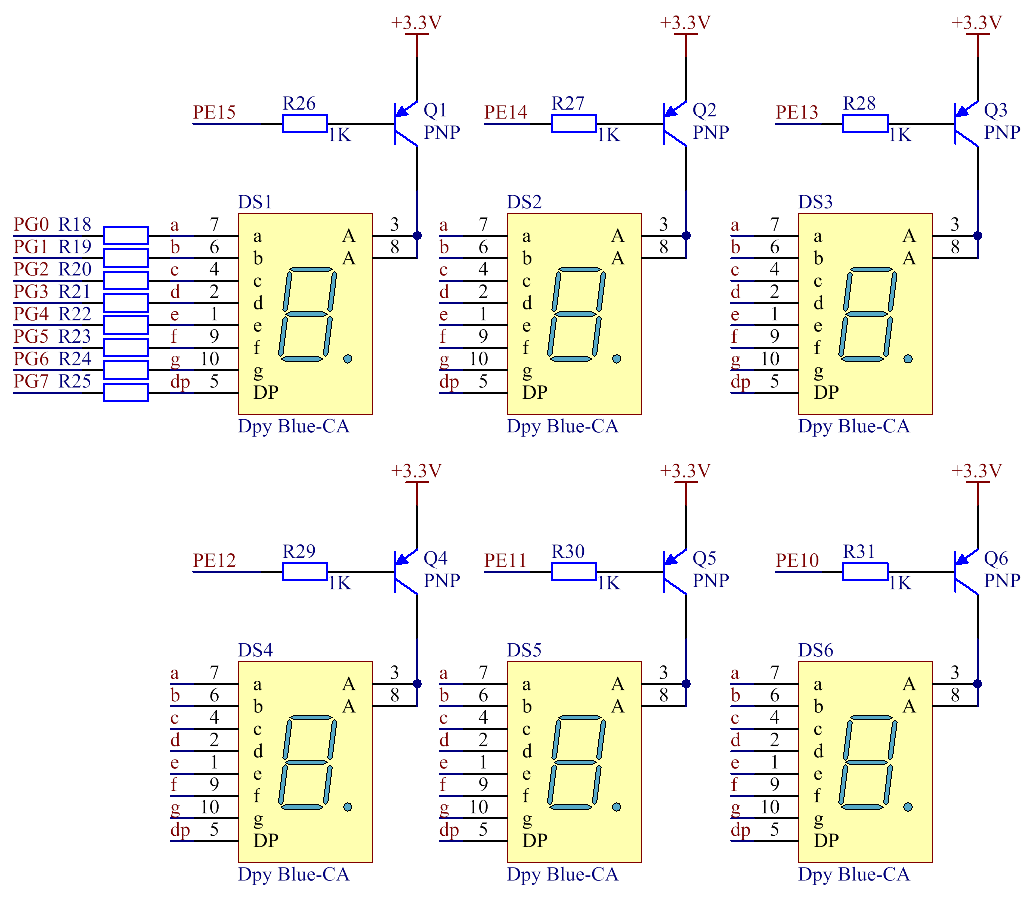 +3.3V +3.3V +3.3V
PE15 R26 1K Q1 PNP
PE14 R27 1K Q2 PNP
PE13 R28 1K Q3 PNP
DS1 DS2 DS3
PG0 R18 a 7 a A 3 a 7 a A 3 a 7 a A 3
PG1 R19 b 6 b A 8 b 6 b A 8 b 6 b A 8
PG2 R20 c 4 c c 4 c c 4 c
PG3 R21 d 2 d d 2 d d 2 d
PG4 R22 e 1 e e 1 e e 1 e
PG5 R23 f 9 f f 9 f f 9 f
PG6 R24 g 10 g g 10 g g 10 g
PG7 R25 dp 5 DP dp 5 DP dp 5 DP
Dpy Blue-CA Dpy Blue-CA Dpy Blue-CA
+3.3V +3.3V +3.3V
PE12 R29 1K Q4 PNP
PE11 R30 1K Q5 PNP
PE10 R31 1K Q6 PNP
DS4 DS5 DS6
a 7 a A 3 a 7 a A 3 a 7 a A 3
b 6 b A 8 b 6 b A 8 b 6 b A 8
c 4 c c 4 c c 4 c
d 2 d d 2 d d 2 d
e 1 e e 1 e e 1 e
f 9 f f 9 f f 9 f
g 10 g g 10 g g 10 g
dp 5 DP dp 5 DP dp 5 DP
Dpy Blue-CA Dpy Blue-CA Dpy Blue-CA